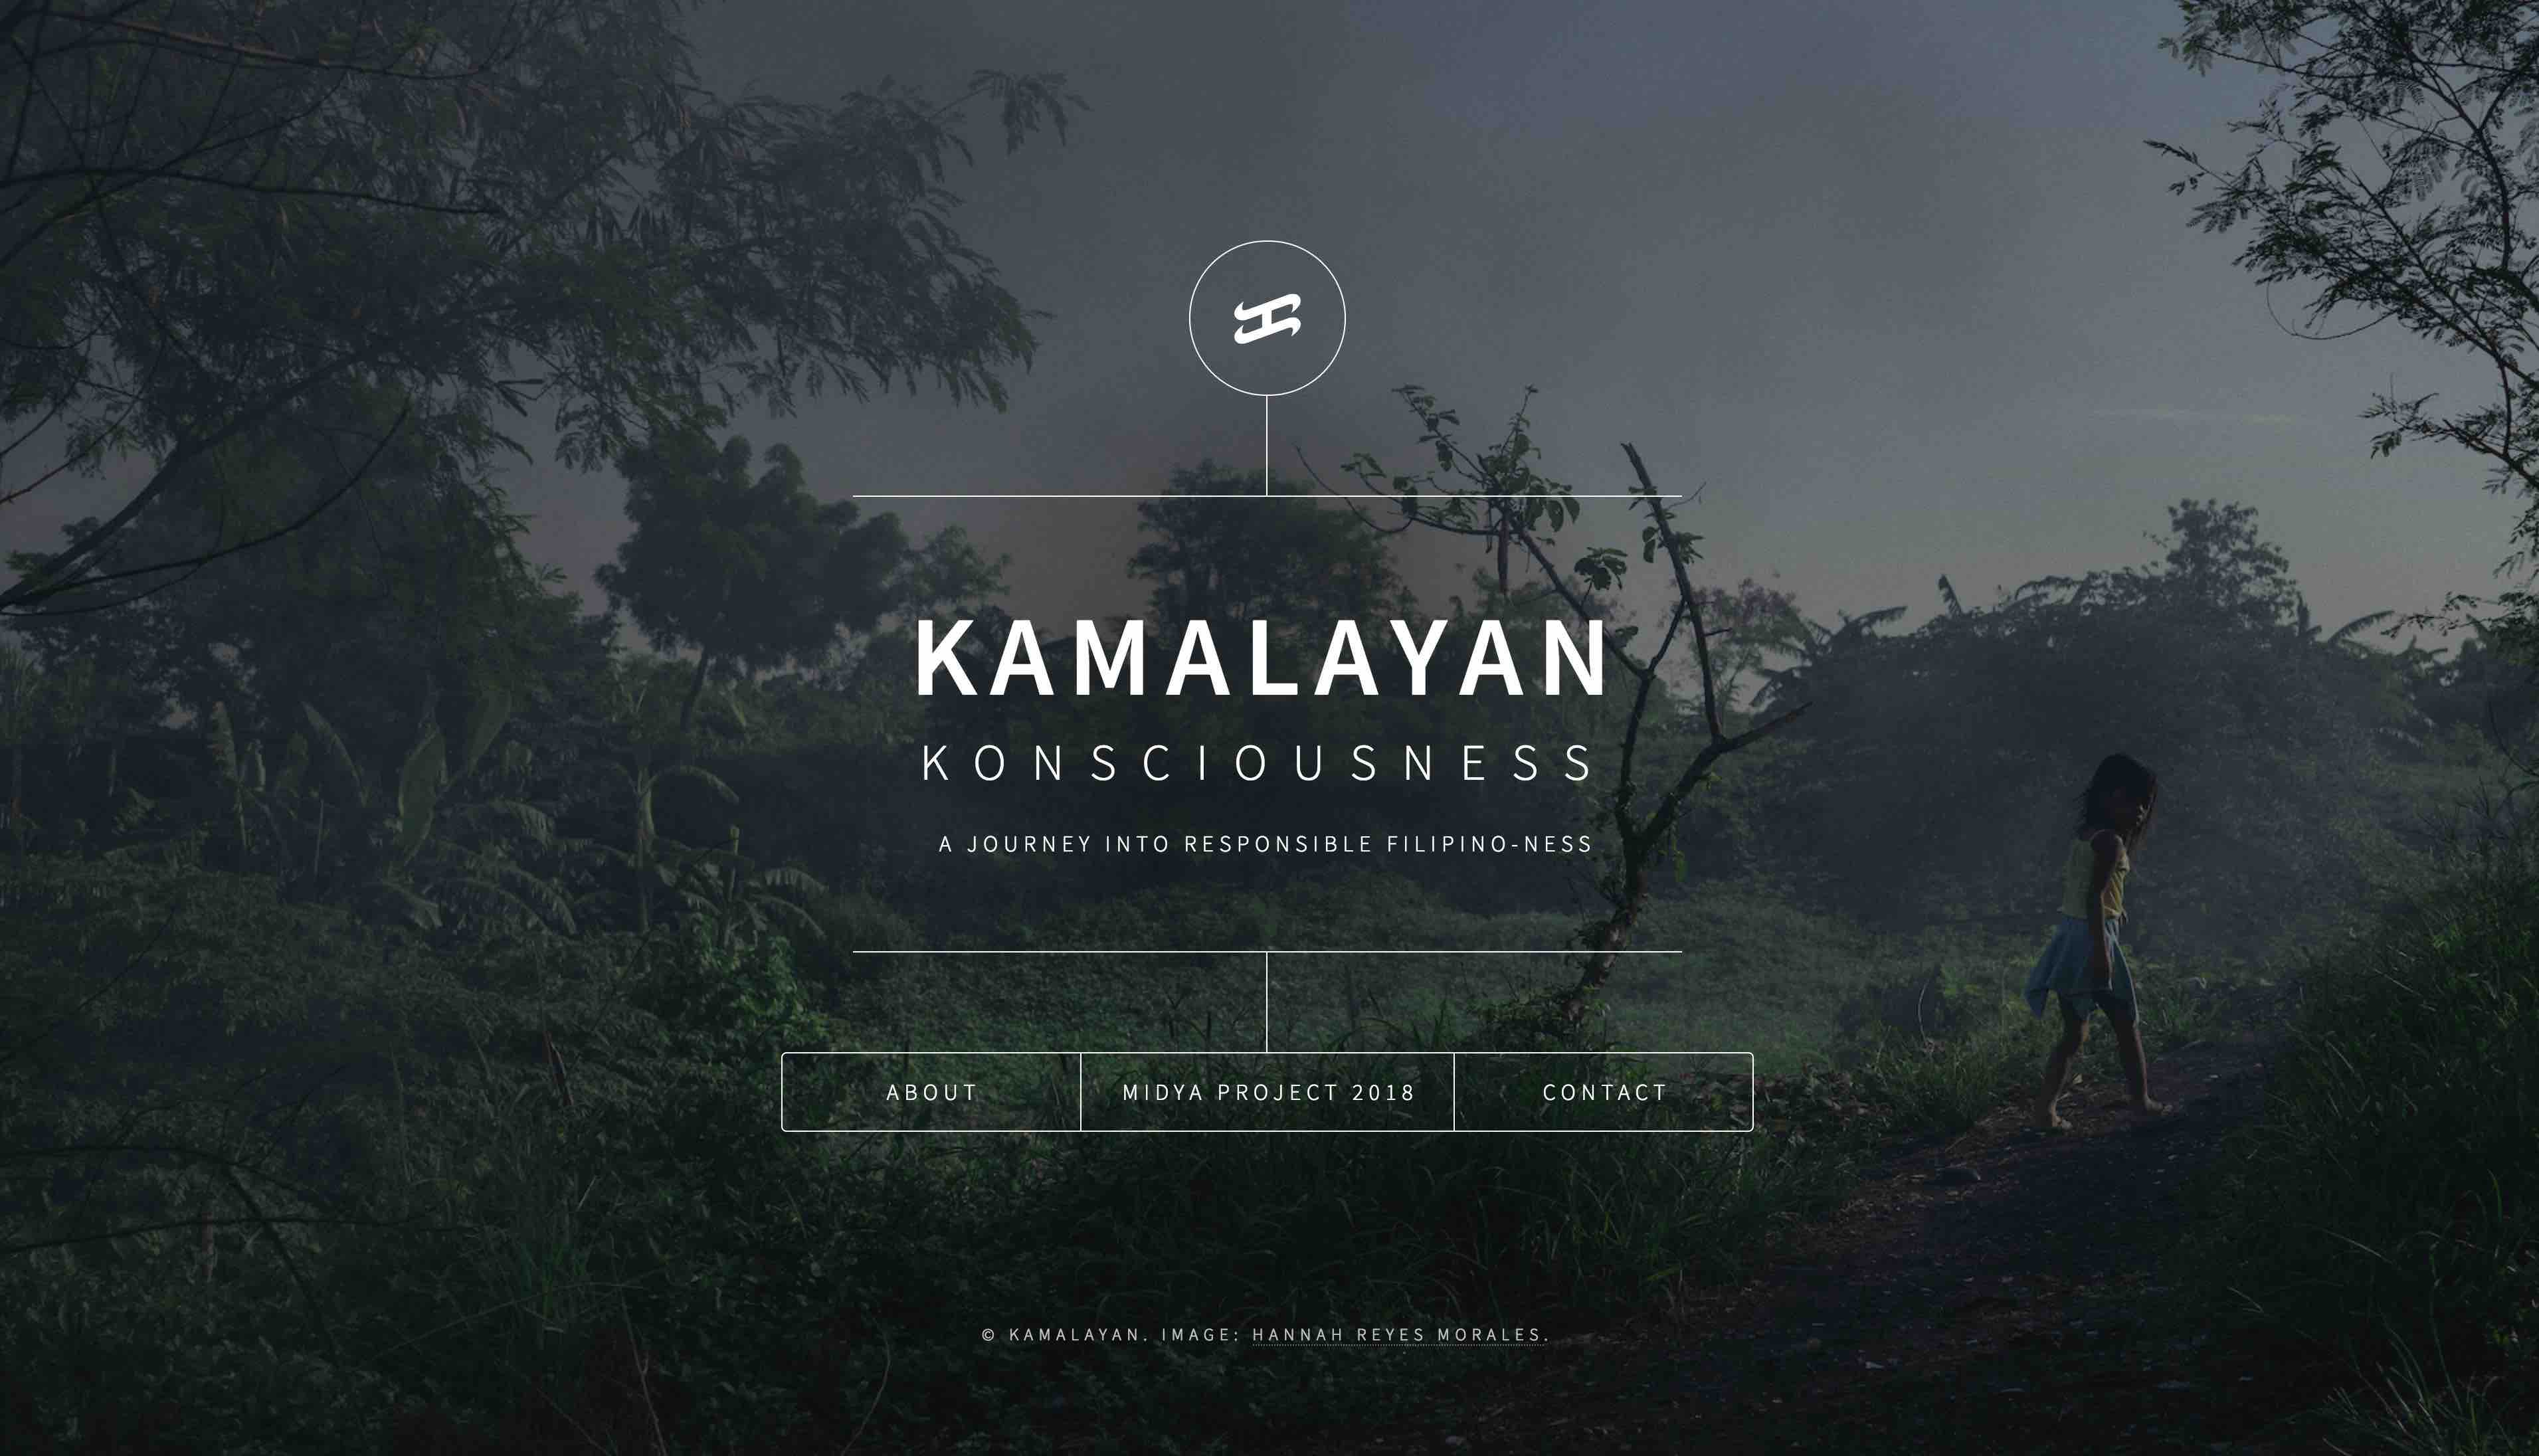 ᜃ
KAMALAYAN
KONSCIOUSNESS
A JOURNEY INTO RESPONSIBLE FILIPINO-NESS
ABOUT
MIDYA PROJECT 2018
CONTACT
© KAMALAYAN. IMAGE: HANNAH REYES MORALES.